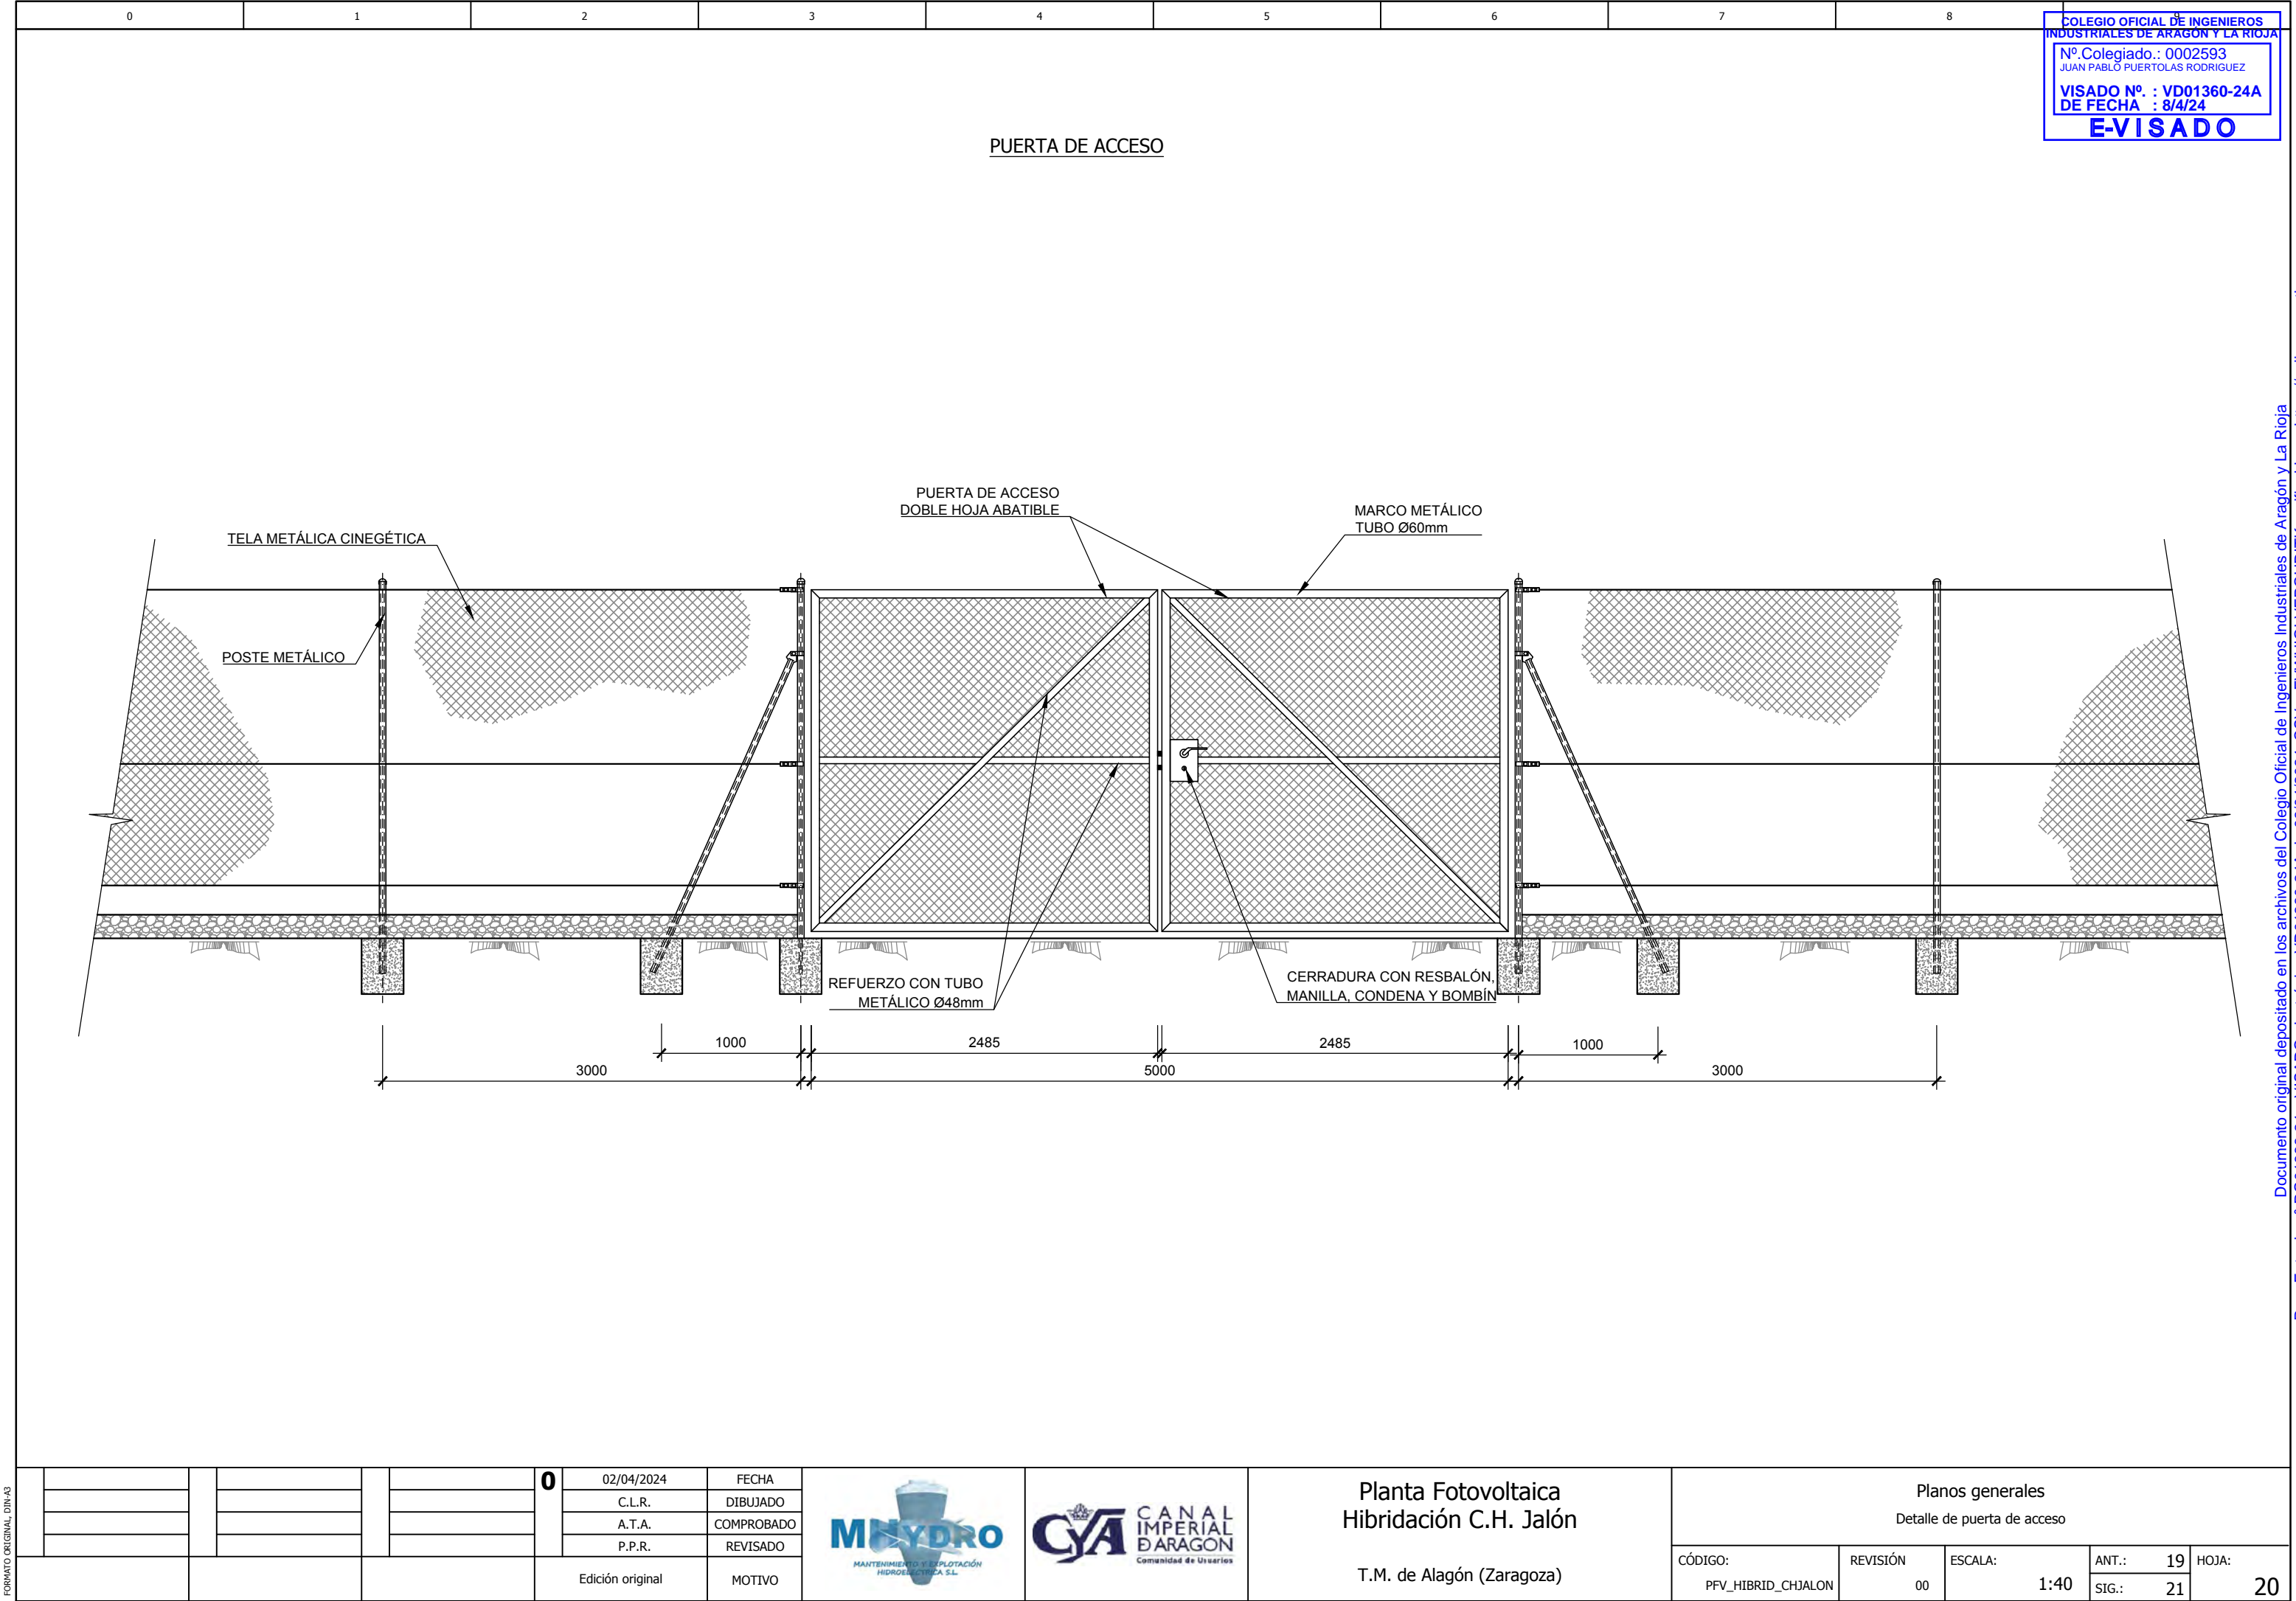 0 1 2 3 4 5 6 7 8 9
COLEGIO OFICIAL DE INGENIEROS
INDUSTRIALES DE ARAGÓN Y LA RIOJA
Nº.Colegiado.: 0002593
JUAN PABLO PUERTOLAS RODRIGUEZ
VISADO Nº. : VD01360-24A
DE FECHA : 8/4/24
E-VISADO
PUERTA DE ACCESO
PUERTA DE ACCESO
DOBLE HOJA ABATIBLE
MARCO METÁLICO
TUBO Ø60mm
TELA METÁLICA CINEGÉTICA
POSTE METÁLICO
REFUERZO CON TUBO
METÁLICO Ø48mm
CERRADURA CON RESBALÓN,
MANILLA, CONDENA Y BOMBÍN
1000 2485 2485 1000
3000 5000 3000
Documento original depositado en los archivos del Colegio Oficial de Ingenieros Industriales de Aragón y La Rioja
FORMATO ORIGINAL, DIN-A3
0 02/04/2024 FECHA
C.L.R. DIBUJADO
A.T.A. COMPROBADO
P.P.R. REVISADO
Edición original MOTIVO
MHYDRO
MANTENIMIENTO Y EXPLOTACIÓN
HIDROELÉCTRICA S.L.
CYA
CANAL
IMPERIAL
D ARAGON
Comunidad de Usuarios
Planta Fotovoltaica
Hibridación C.H. Jalón
T.M. de Alagón (Zaragoza)
Planos generales
Detalle de puerta de acceso
CÓDIGO:
PFV_HIBRID_CHJALON
REVISIÓN
00
ESCALA:
1:40
ANT.: 19
SIG.: 21
HOJA:
20